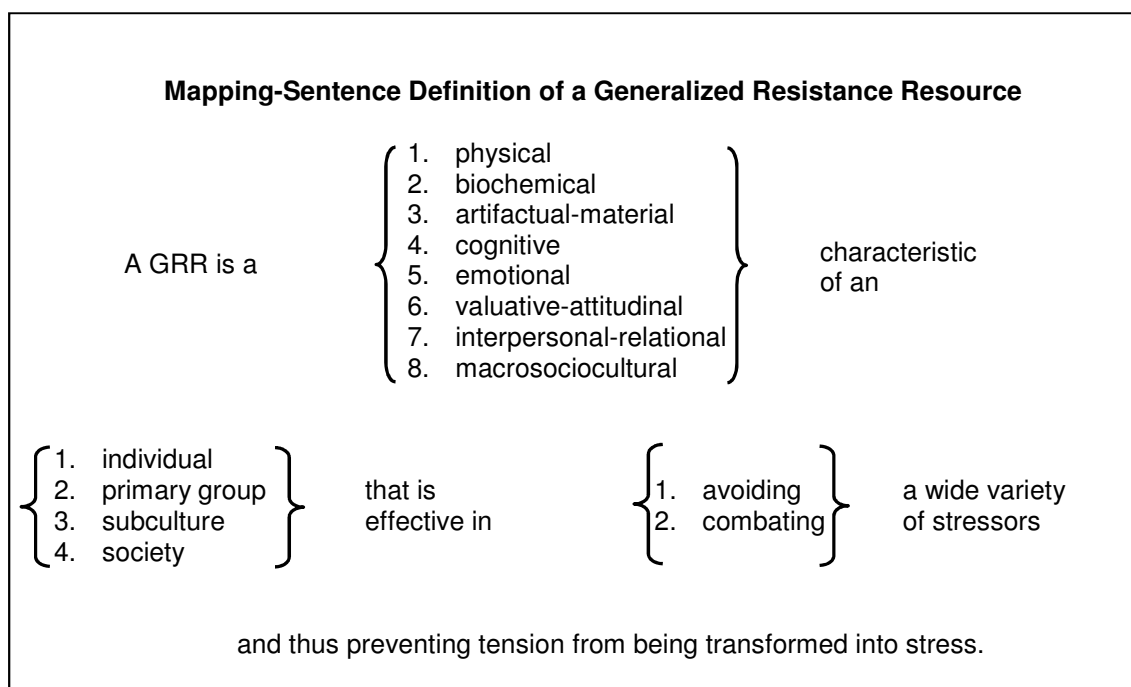 Mapping-Sentence Definition of a Generalized Resistance Resource
A GRR is a
1. physical
2. biochemical
3. artifactual-material
4. cognitive
5. emotional
6. valuative-attitudinal
7. interpersonal-relational
8. macrosociocultural
characteristic
of an
1. individual
2. primary group
3. subculture
4. society
that is
effective in
1. avoiding
2. combating
a wide variety
of stressors
and thus preventing tension from being transformed into stress.